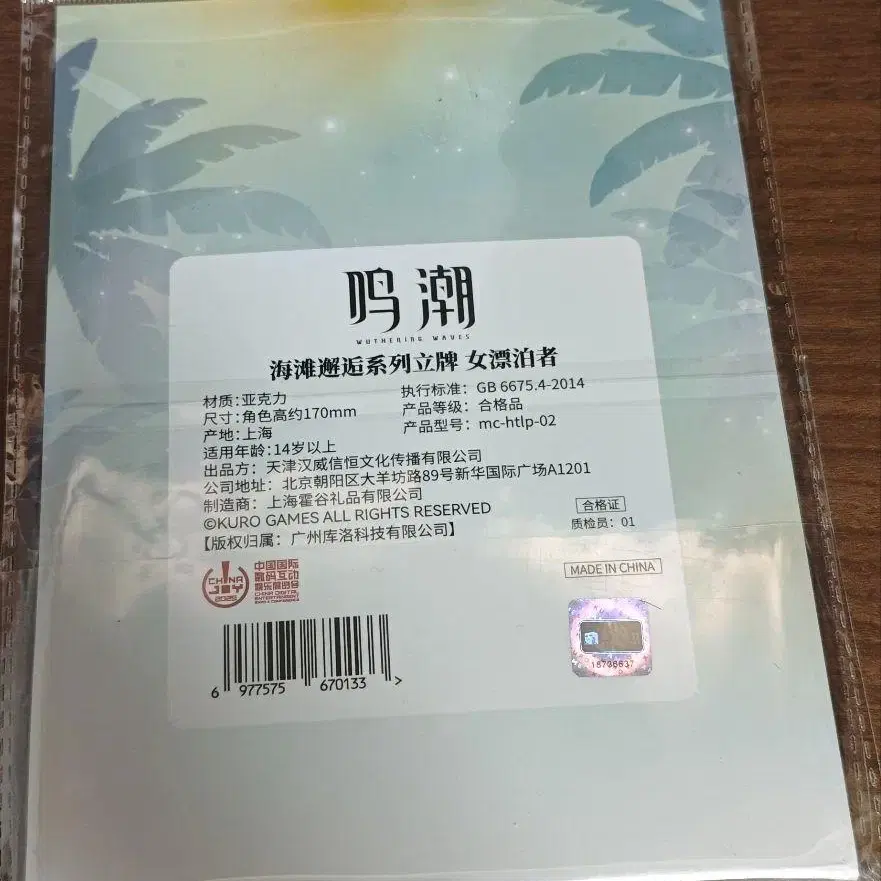 鸣潮
WUTHERING WAVES
海滩邂逅系列立牌 女漂泊者
材质:亚克力
尺寸:角色高约170mm
产地:上海
适用年龄:14岁以上
执行标准: GB 6675.4-2014
产品等级: 合格品
产品型号: mc-htlp-02
出品方: 天津汉威信恒文化传播有限公司
公司地址: 北京朝阳区大羊坊路89号新华国际广场A1201
制造商: 上海霍谷礼品有限公司
©KURO GAMES ALL RIGHTS RESERVED
【版权归属: 广州库洛科技有限公司】
合格证
质检员: 01
MADE IN CHINA
CHINA
JOY
2025
中国国际
数码互动
娱乐展览会
CHINA DIGITAL
ENTERTAINMENT
EXPO & CONFERENCE
6 977575 670133 >
18736637